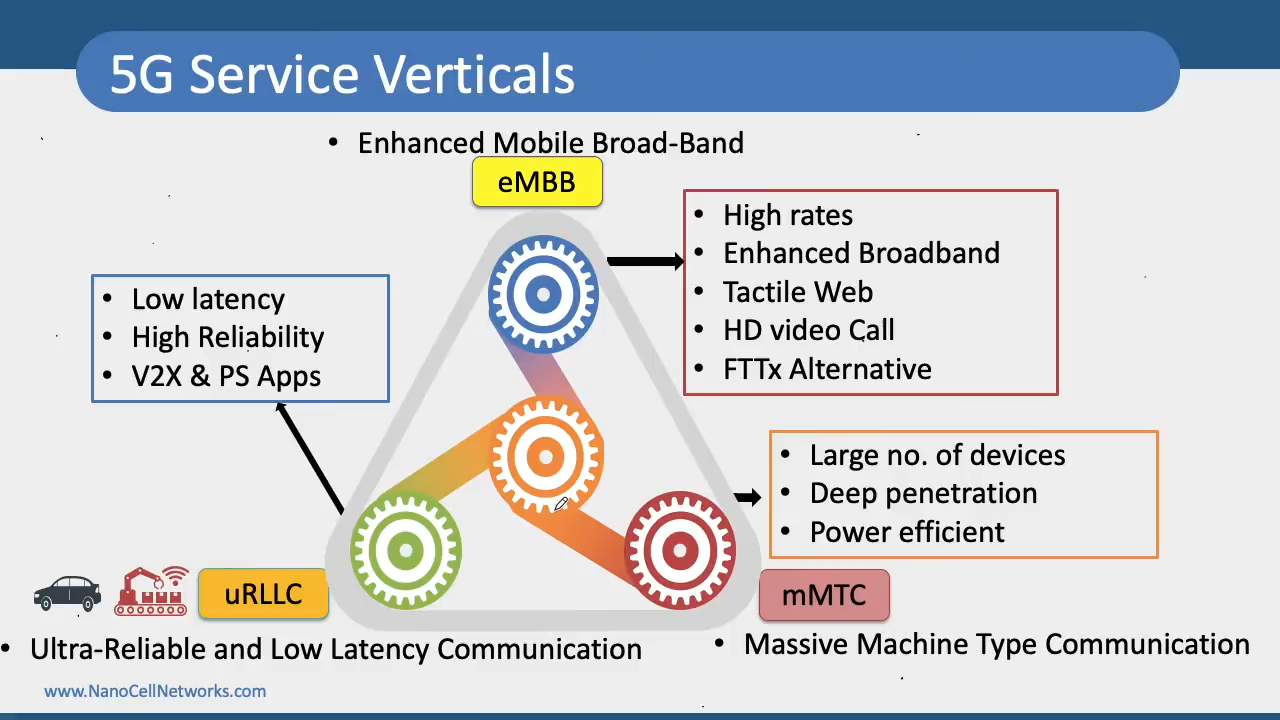 5G Service Verticals
• Enhanced Mobile Broad-Band
eMBB
• High rates
• Enhanced Broadband
• Tactile Web
• HD video Call
• FTTx Alternative
• Low latency
• High Reliability
• V2X & PS Apps
• Large no. of devices
• Deep penetration
• Power efficient
uRLLC
mMTC
• Ultra-Reliable and Low Latency Communication
• Massive Machine Type Communication
www.NanoCellNetworks.com